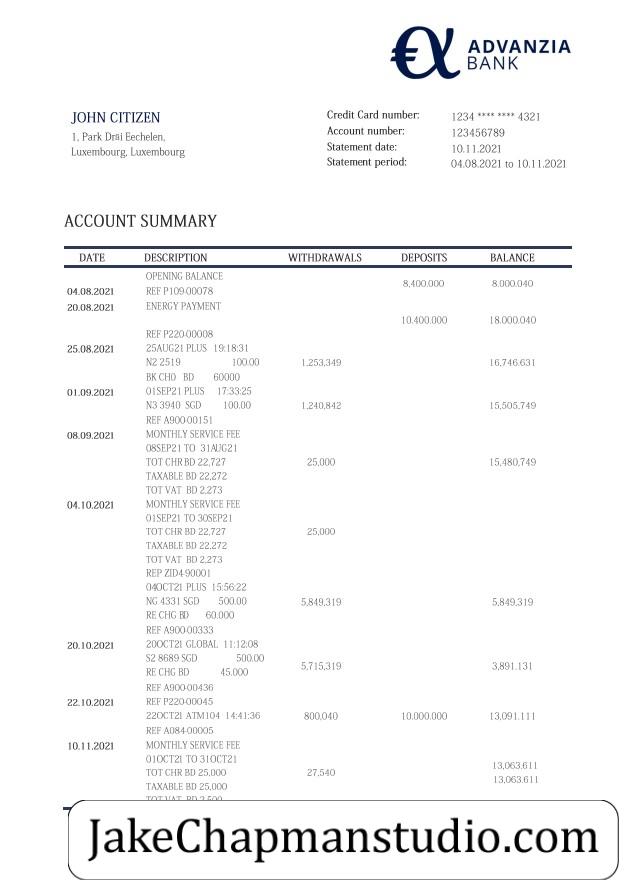 €α ADVANZIA
BANK
JOHN CITIZEN
1, Park Dräi Eechelen,
Luxembourg, Luxembourg
Credit Card number: 1234 **** **** 4321
Account number: 123456789
Statement date: 10.11.2021
Statement period: 04.08.2021 to 10.11.2021
ACCOUNT SUMMARY
DATE DESCRIPTION WITHDRAWALS DEPOSITS BALANCE
OPENING BALANCE
8,400.000 8.000.040
04.08.2021 REF P109-00078
20.08.2021 ENERGY PAYMENT
10.400.000 18.000.040
REF P220-00008
25.08.2021 25AUG21 PLUS 19:18:31
N2 2519 100.00 1,253,349 16,746.631
BK CH0 BD 60000
01.09.2021 01SEP21 PLUS 17:33:25
N3 3940 SGD 100.00 1,240,842 15,505,749
REF A900-00151
08.09.2021 MONTHLY SERVICE FEE
08SEP21 TO 31AUG21
TOT CHR BD 22,727 25,000 15,480,749
TAXABLE BD 22,272
TOT VAT BD 2,273
04.10.2021 MONTHLY SERVICE FEE
01SEP21 TO 30SEP21
TOT CHR BD 22,727 25,000
TAXABLE BD 22,272
TOT VAT BD 2,273
REP ZID4-90001
04OCT21 PLUS 15:56:22
NG 4331 SGD 500.00 5,849,319 5,849,319
RE CHG BD 60.000
REF A900-00333
20.10.2021 20OCT21 GLOBAL 11:12:08
S2 8689 SGD 500.00
5,715,319 3,891.131
RE CHG BD 45.000
REF A900-00436
22.10.2021 REF P220-00045
22OCT21 ATM104 14:41:36 800,040 10.000.000 13,091.111
REF A084-00005
10.11.2021 MONTHLY SERVICE FEE
01OCT21 TO 31OCT21
13,063.611
TOT CHR BD 25,000 27,540
13,063.611
TAXABLE BD 25,000
TOT VAT BD 2,500
JakeChapmanstudio.com